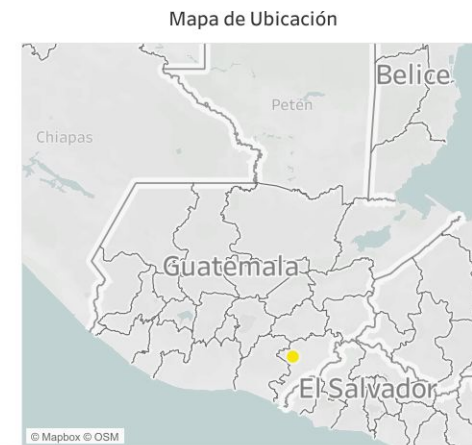 Mapa de Ubicación
Belice
Petén
Chiapas
Guatemala
El Salvador
© Mapbox © OSM